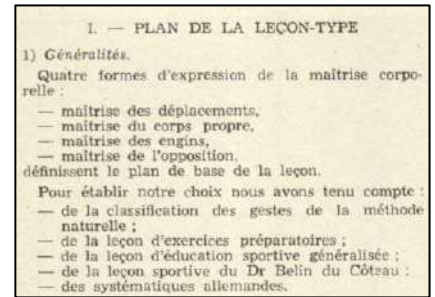 I. — PLAN DE LA LEÇON-TYPE
1) Généralités.
Quatre formes d'expression de la maîtrise corpo-
relle :
— maîtrise des déplacements,
— maîtrise du corps propre,
— maîtrise des engins,
— maîtrise de l'opposition,
définissent le plan de base de la leçon.
Pour établir notre choix nous avons tenu compte :
— de la classification des gestes de la méthode
naturelle ;
— de la leçon d'exercices préparatoires ;
— de la leçon d'éducation sportive généralisée ;
— de la leçon sportive du Dr Belin du Côteau ;
— des systématiques allemandes.